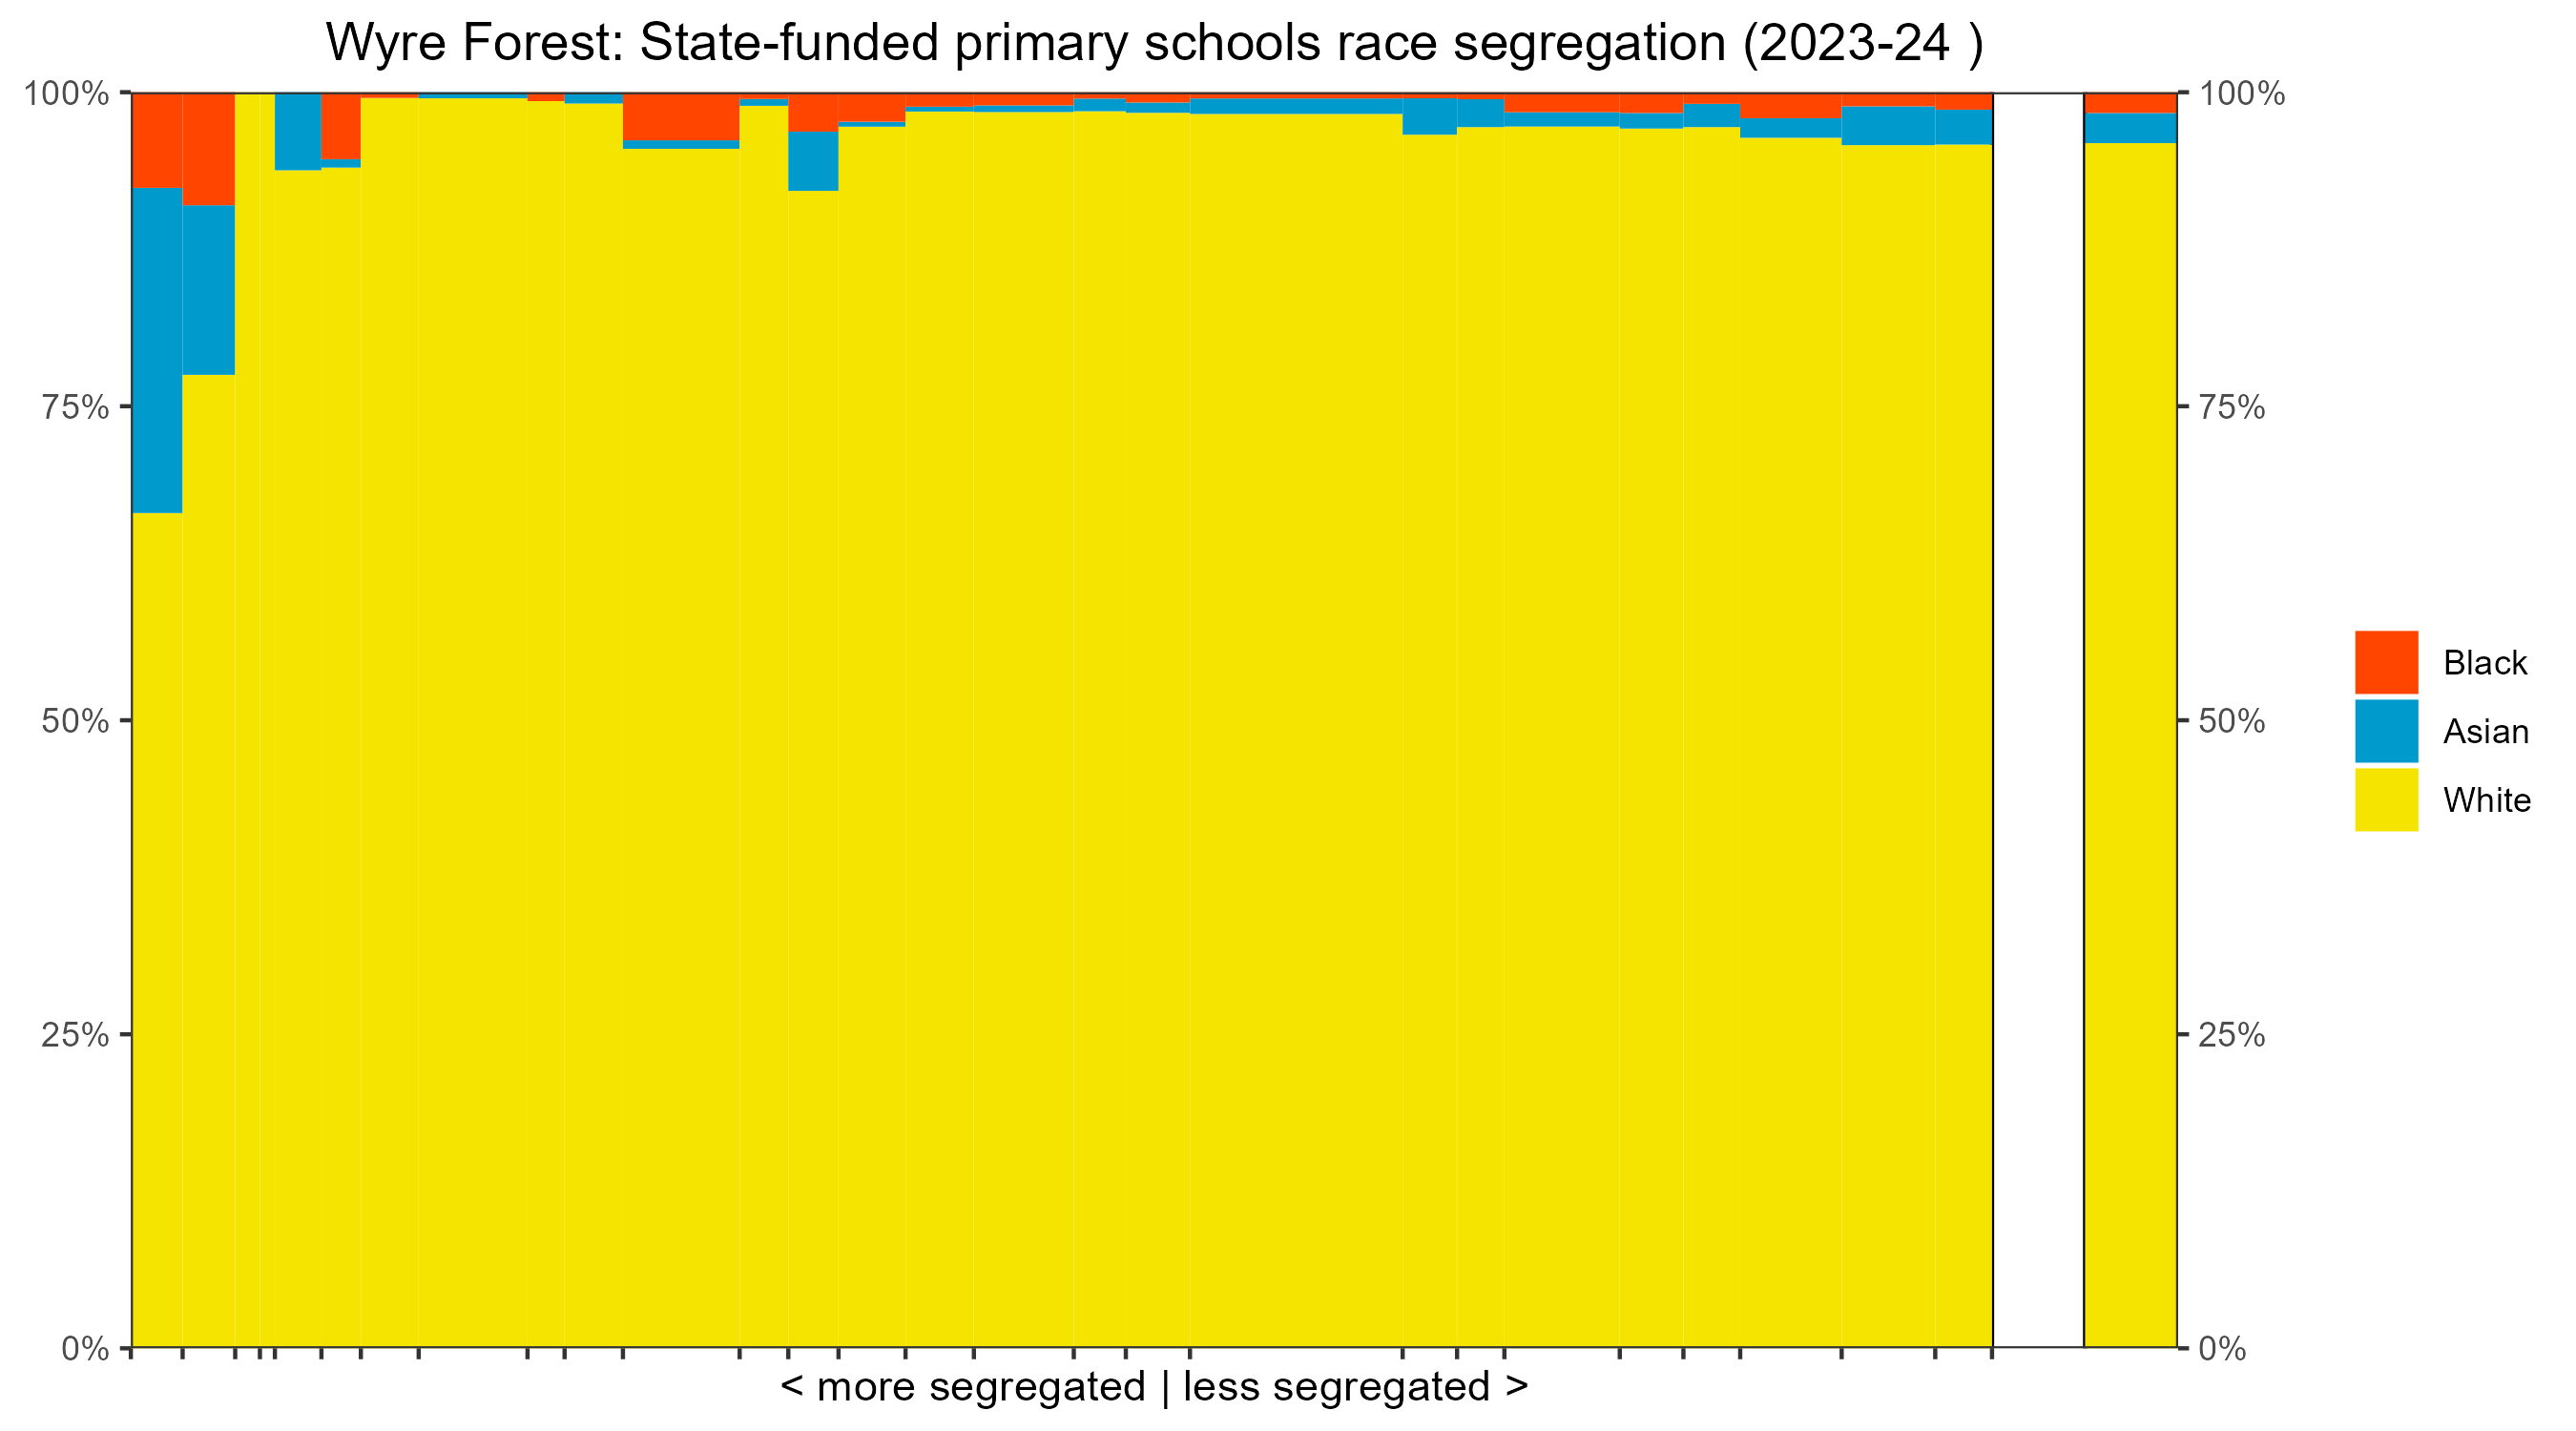 Wyre Forest: State-funded primary schools race segregation (2023-24 )
100%
75%
50%
25%
0%
100%
75%
50%
25%
0%
Black
Asian
White
< more segregated | less segregated >